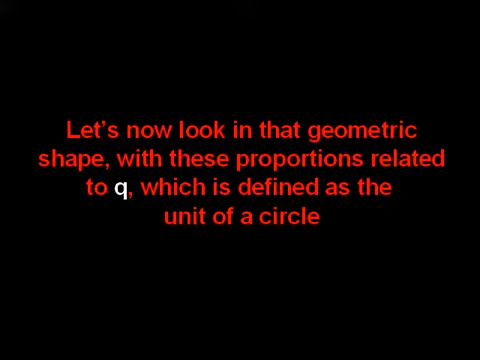 Let's now look in that geometric
shape, with these proportions related
to q, which is defined as the
unit of a circle